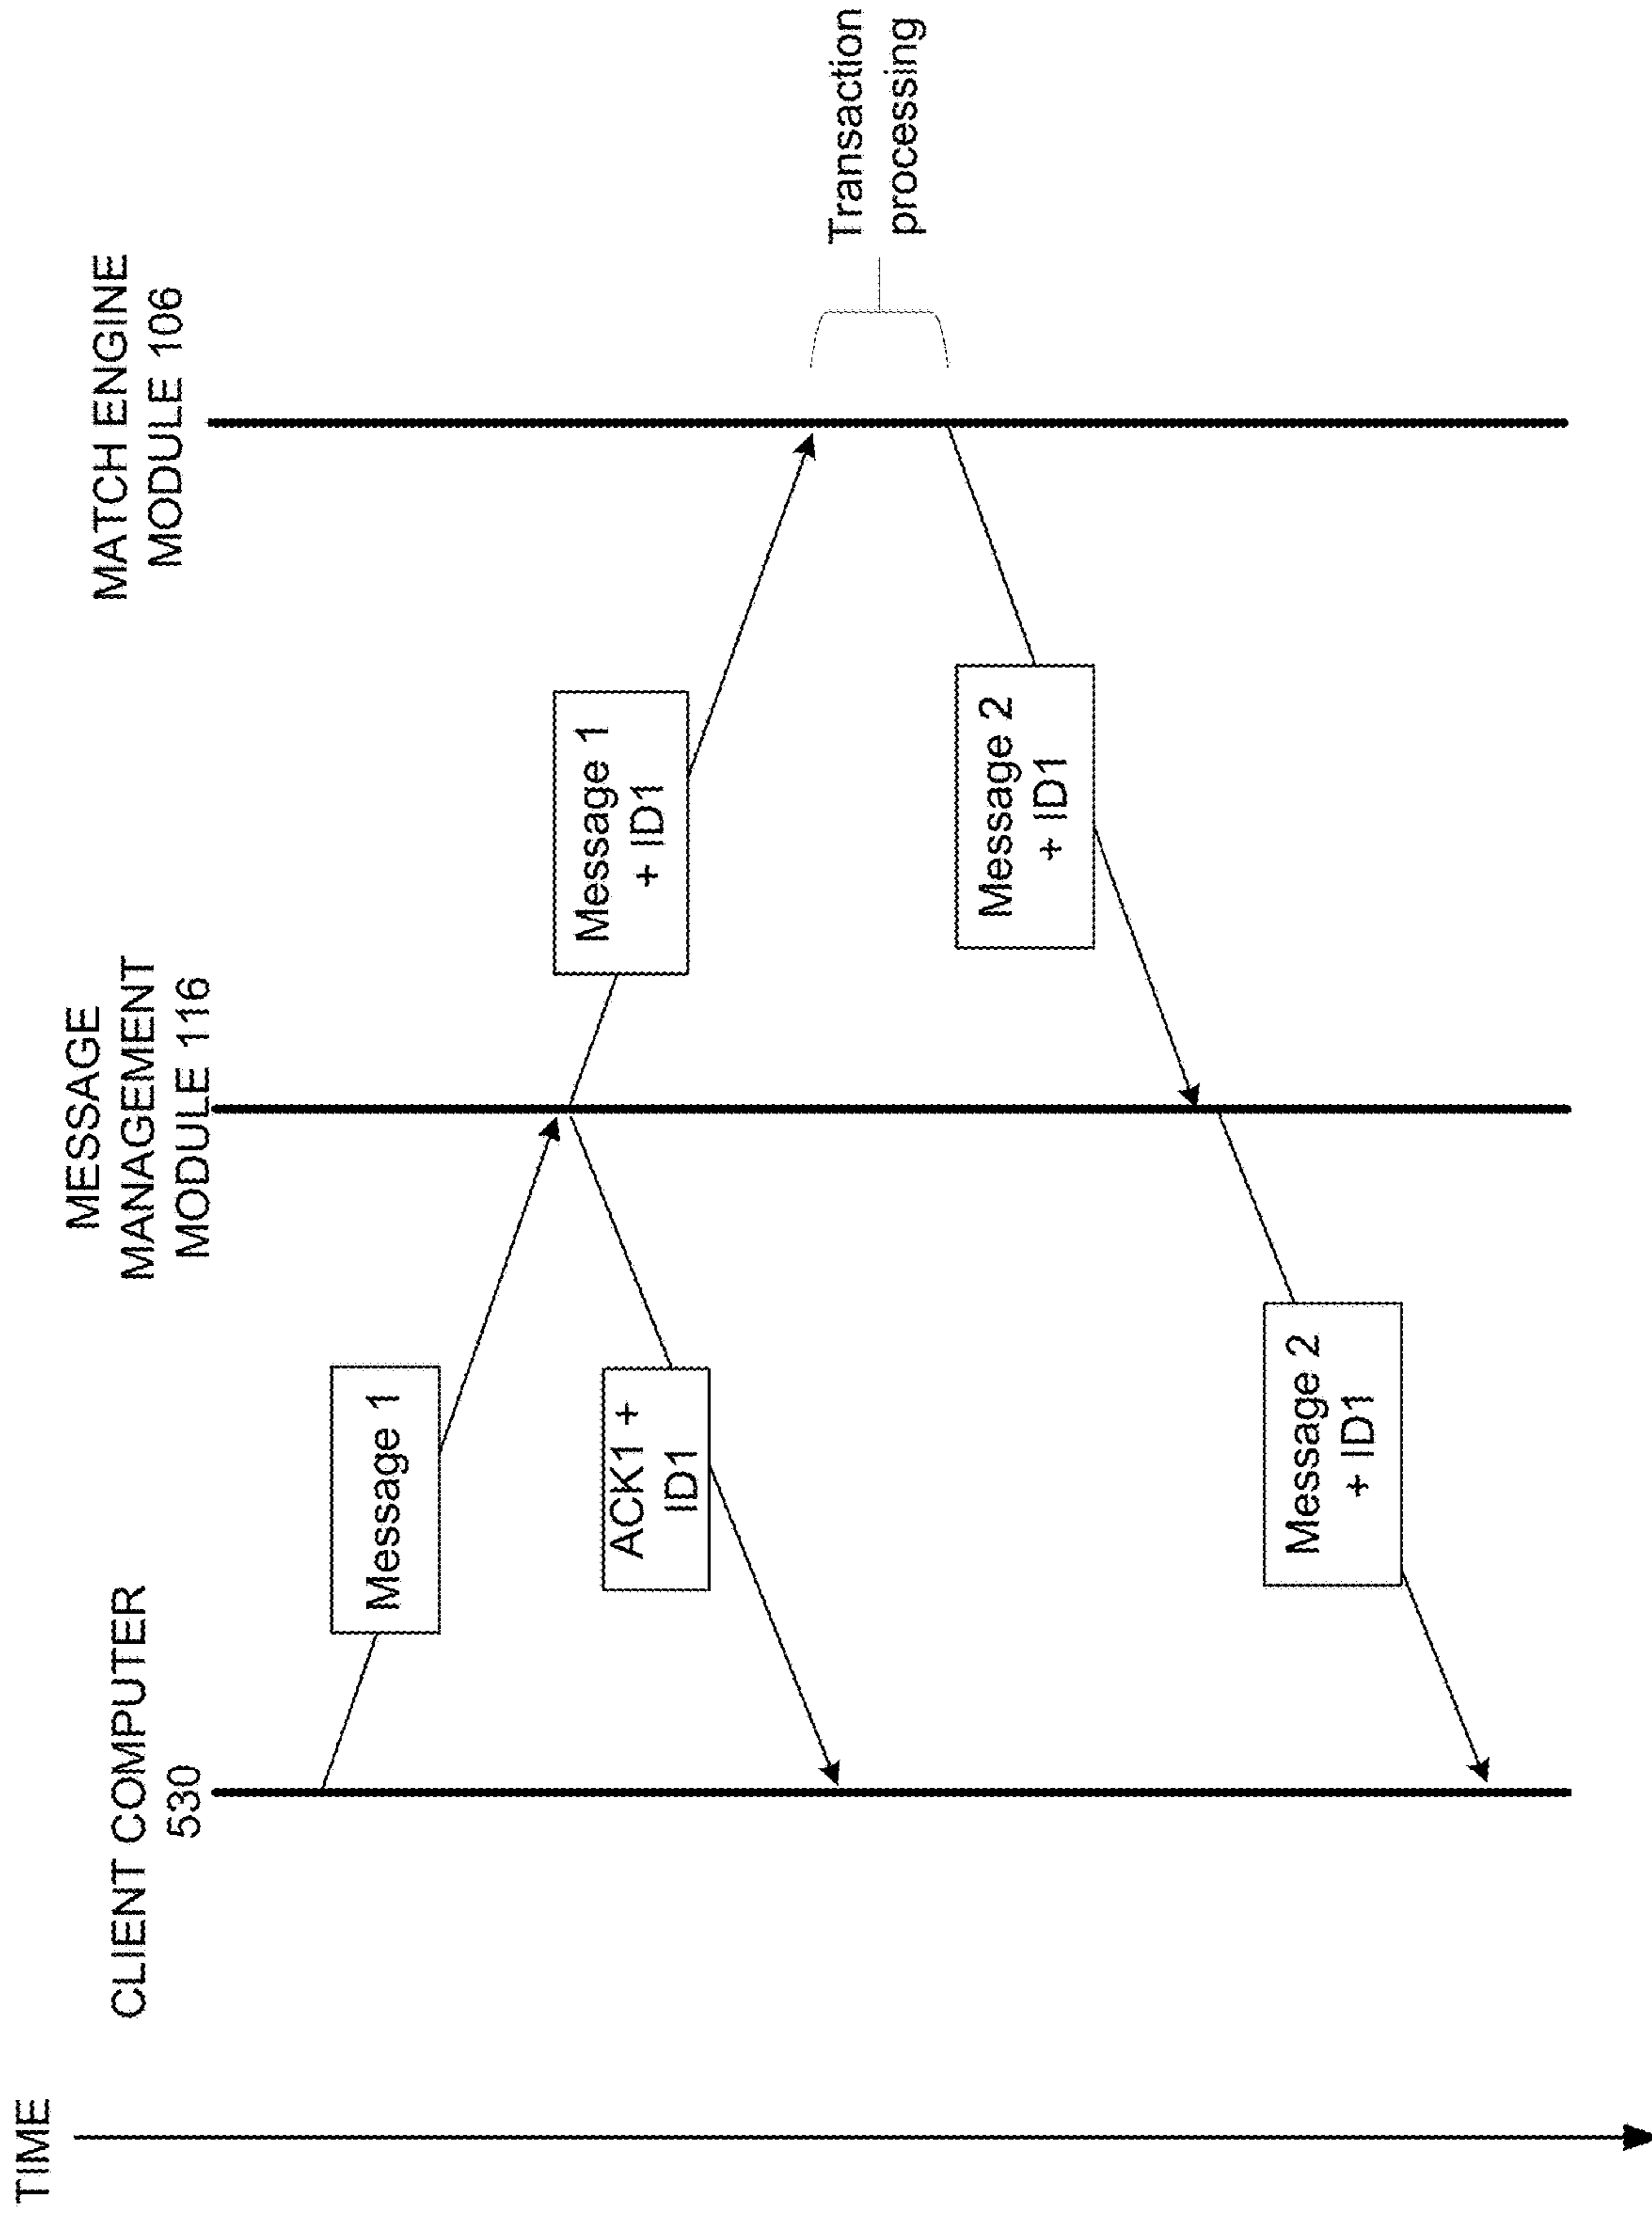 TIME
CLIENT COMPUTER
530
MESSAGE
MANAGEMENT
MODULE 116
MATCH ENGINE
MODULE 106
Message 1
ACK1 +
ID1
Message 1
+ ID1
Transaction
processing
Message 2
+ ID1
Message 2
+ ID1